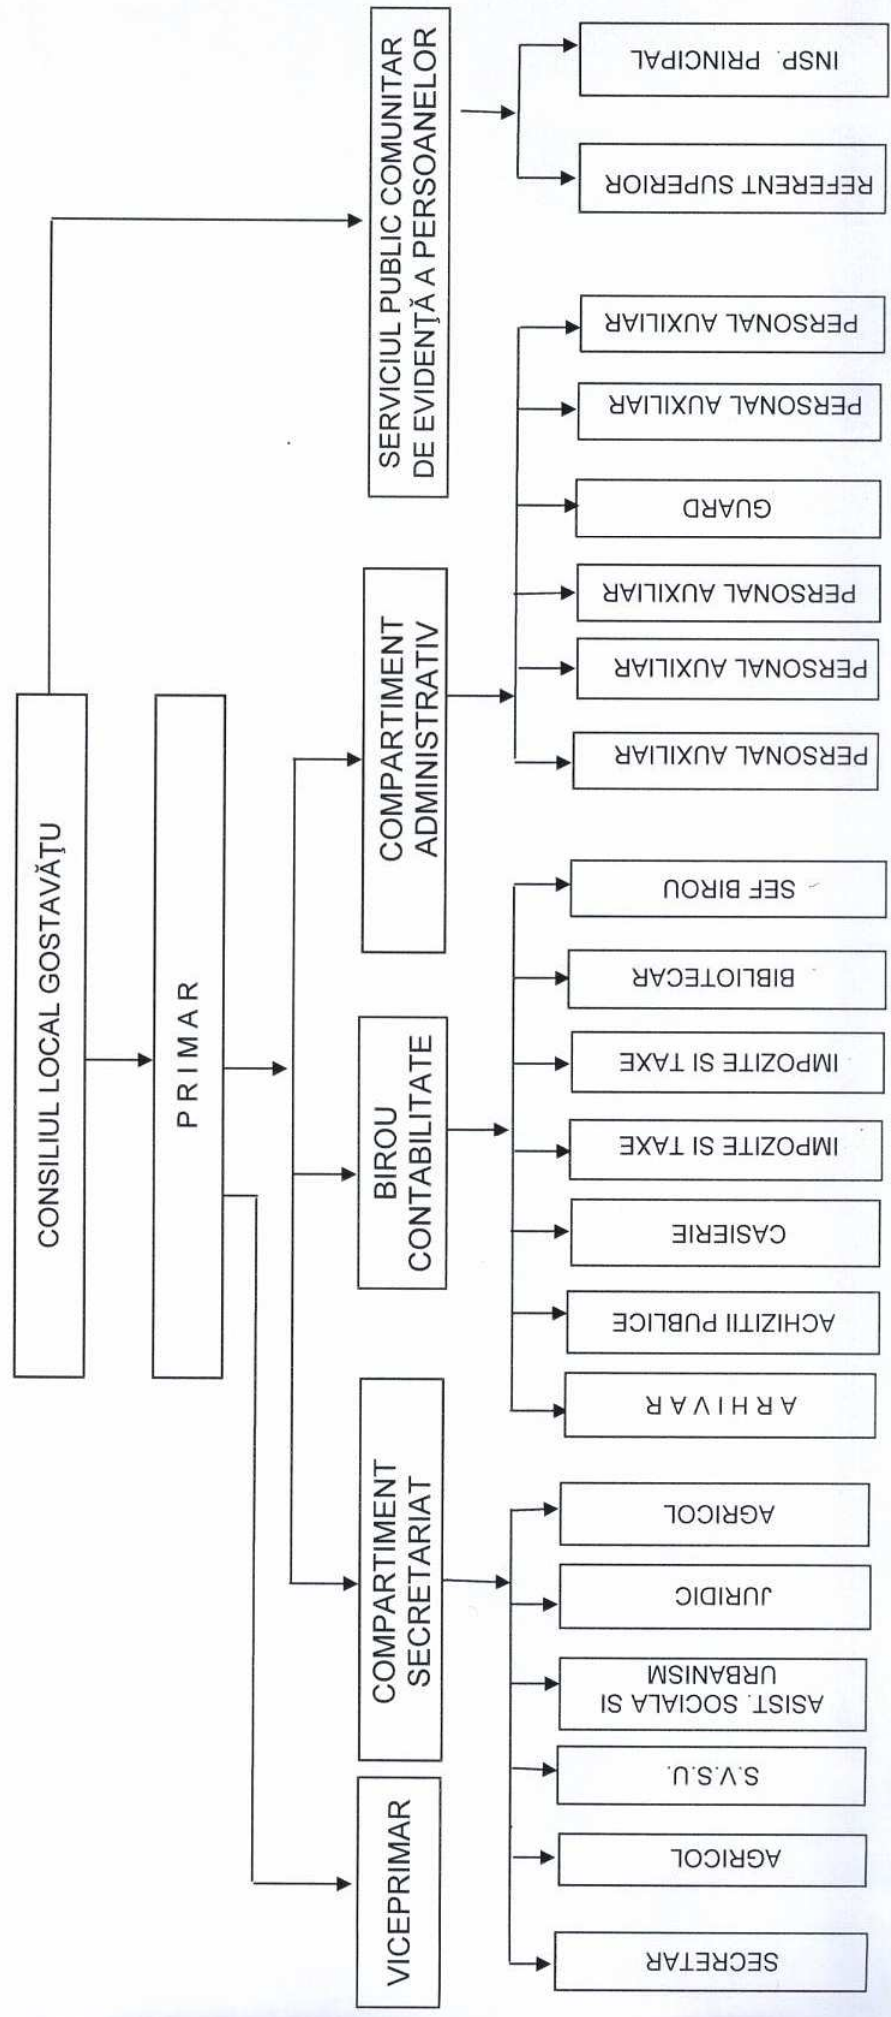 CONSILIUL LOCAL GOSTAVĂŢU
P R I M A R
VICEPRIMAR
COMPARTIMENT
SECRETARIAT
BIROU
CONTABILITATE
COMPARTIMENT
ADMINISTRATIV
SERVICIUL PUBLIC COMUNITAR
DE EVIDENŢĂ A PERSOANELOR
SECRETAR
AGRICOL
S.V.S.U.
ASIST. SOCIALA SI
URBANISM
JURIDIC
AGRICOL
A R H I V A R
ACHIZITII PUBLICE
CASIERIE
IMPOZITE SI TAXE
IMPOZITE SI TAXE
BIBLIOTECAR
SEF BIROU
PERSONAL AUXILIAR
PERSONAL AUXILIAR
PERSONAL AUXILIAR
GUARD
PERSONAL AUXILIAR
PERSONAL AUXILIAR
REFERENT SUPERIOR
INSP. PRINCIPAL